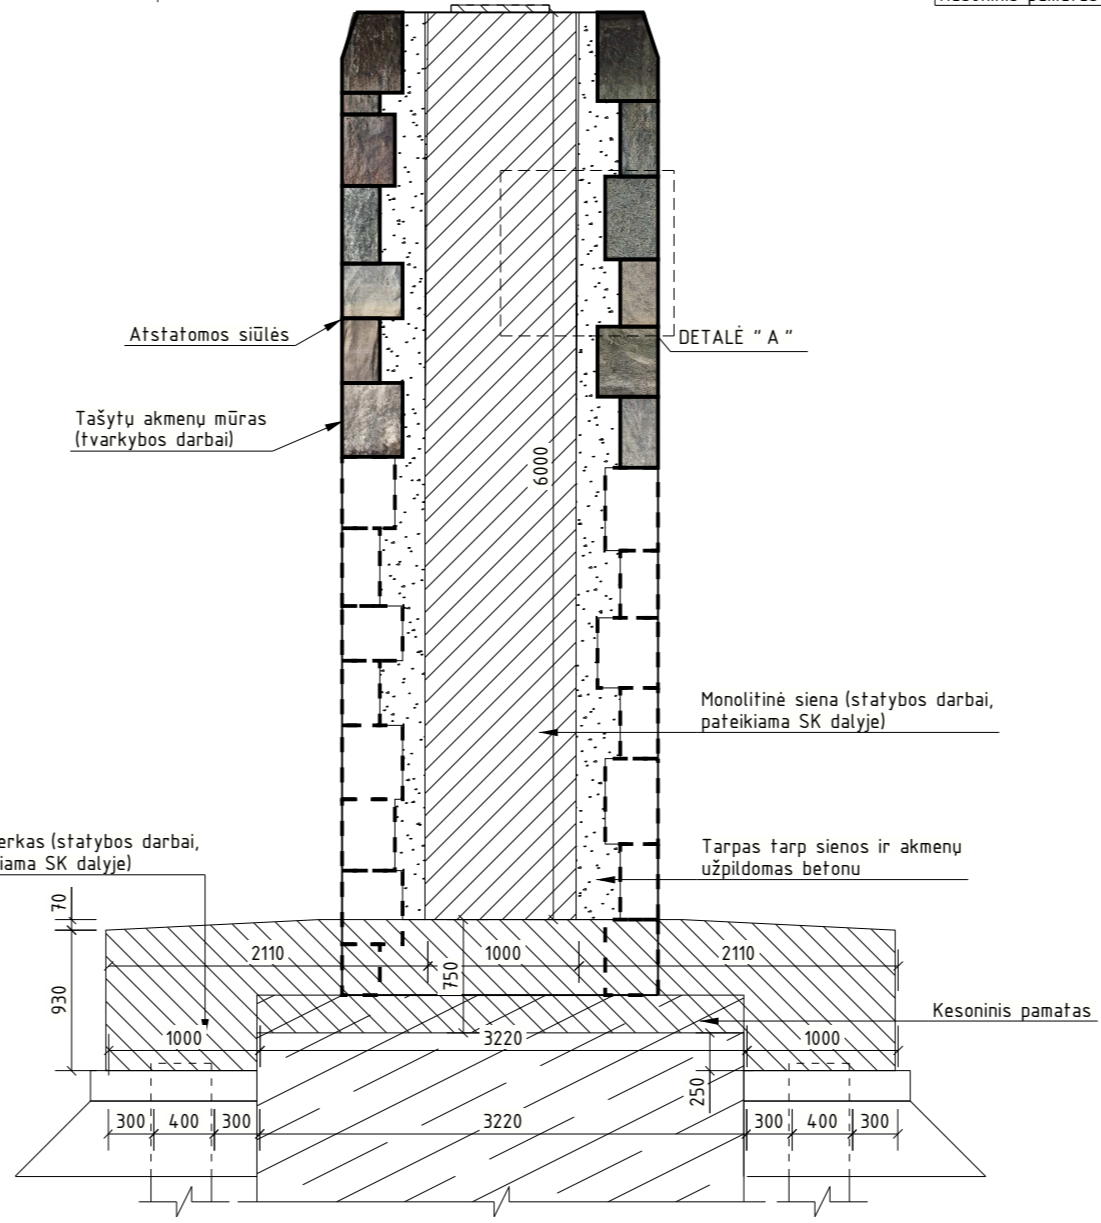 Atstatomos siūlės
DETALĖ " A "
Tašytų akmenų mūras
(tvarkybos darbai)
6000
Monolitinė siena (statybos darbai,
pateikiama SK dalyje)
(statybos darbai,
SK dalyje)
Tarpas tarp sienos ir akmenų
užpildomas betonu
70
2110
1000
2110
750
930
Kesoninis pamatas
1000
3220
1000
250
300
400
300
3220
300
400
300